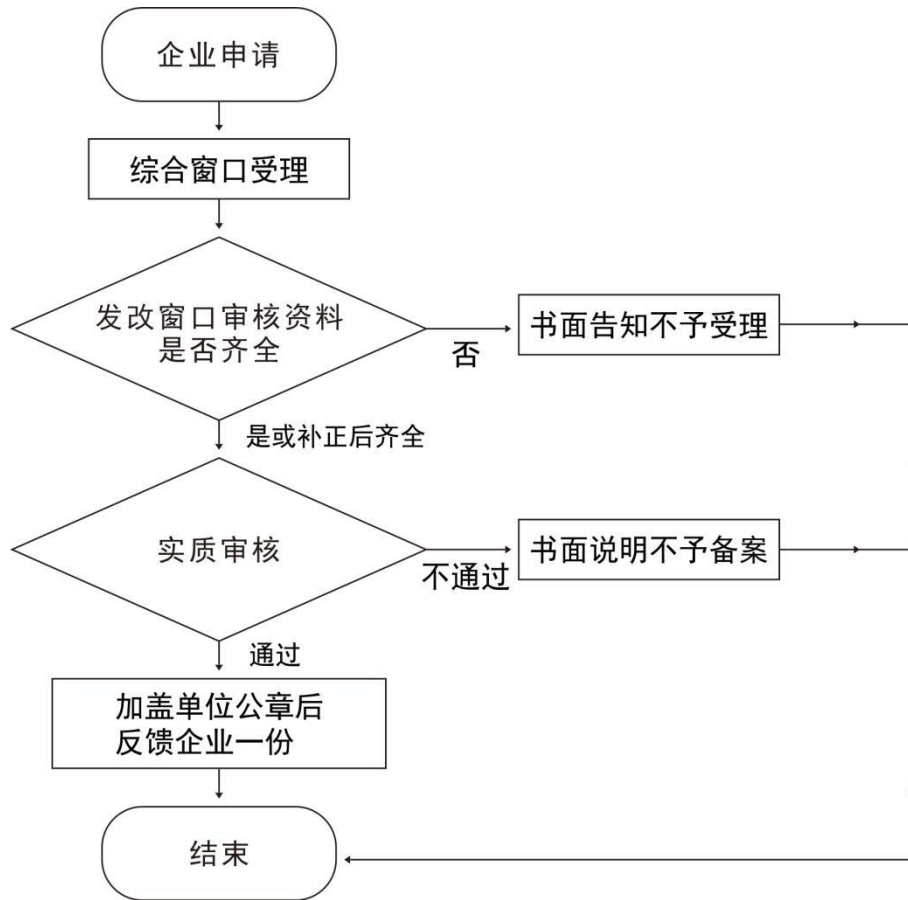 企业申请
综合窗口受理
发改窗口审核资料
是否齐全
否
书面告知不予受理
是或补正后齐全
实质审核
不通过
书面说明不予备案
通过
加盖单位公章后
反馈企业一份
结束